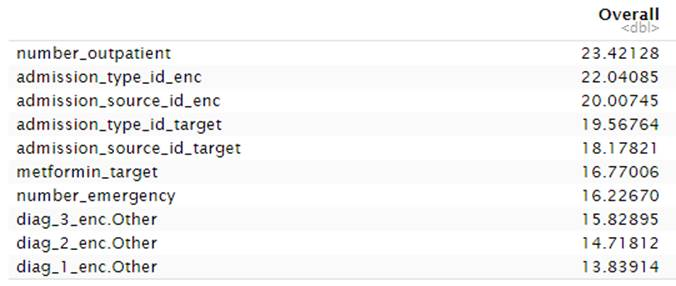 Overall
<dbl>
number_outpatient 23.42128
admission_type_id_enc 22.04085
admission_source_id_enc 20.00745
admission_type_id_target 19.56764
admission_source_id_target 18.17821
metformin_target 16.77006
number_emergency 16.22670
diag_3_enc.Other 15.82895
diag_2_enc.Other 14.71812
diag_1_enc.Other 13.83914